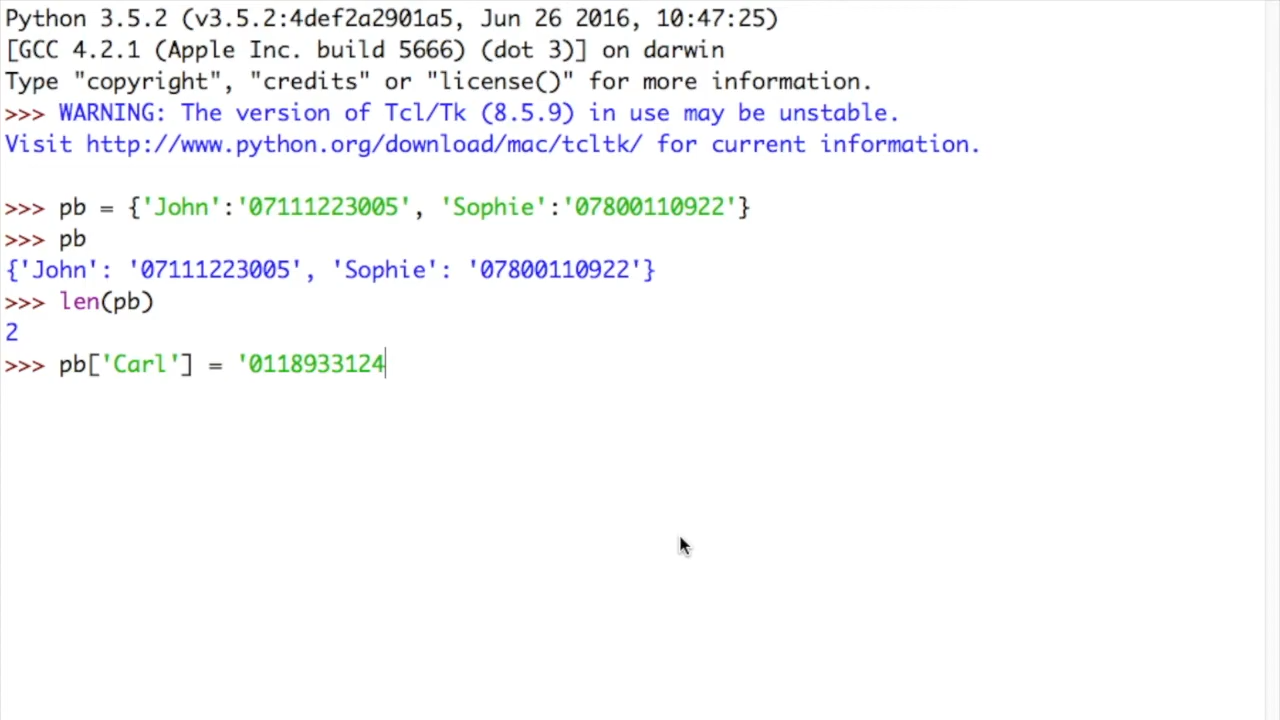 Python 3.5.2 (v3.5.2:4def2a2901a5, Jun 26 2016, 10:47:25)
[GCC 4.2.1 (Apple Inc. build 5666) (dot 3)] on darwin
Type "copyright", "credits" or "license()" for more information.
>>> WARNING: The version of Tcl/Tk (8.5.9) in use may be unstable.
Visit http://www.python.org/download/mac/tcltk/ for current information.
>>> pb = {'John':'07111223005', 'Sophie':'07800110922'}
>>> pb
{'John': '07111223005', 'Sophie': '07800110922'}
>>> len(pb)
2
>>> pb['Carl'] = '0118933124